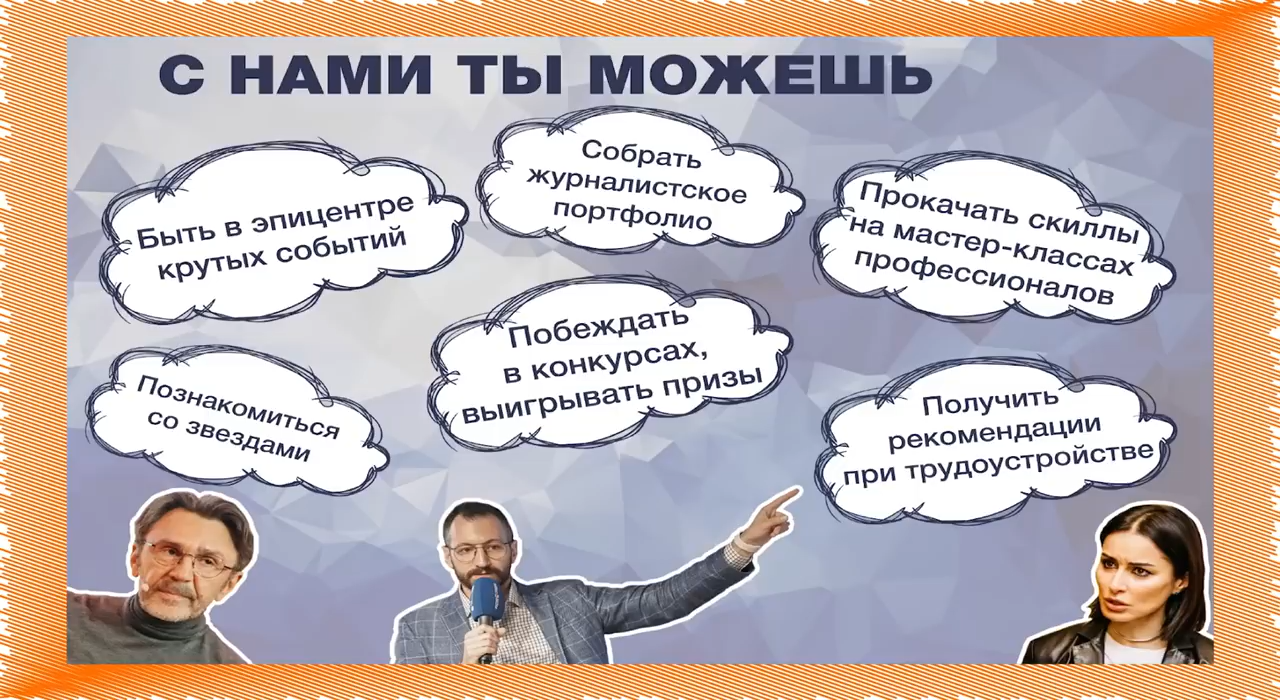 С НАМИ ТЫ МОЖЕШЬ
Быть в эпицентре
крутых событий
Собрать
журналистское
портфолио
Прокачать скиллы
на мастер-классах
профессионалов
Познакомиться
со звездами
Побеждать
в конкурсах,
выигрывать призы
Получить
рекомендации
при трудоустройстве